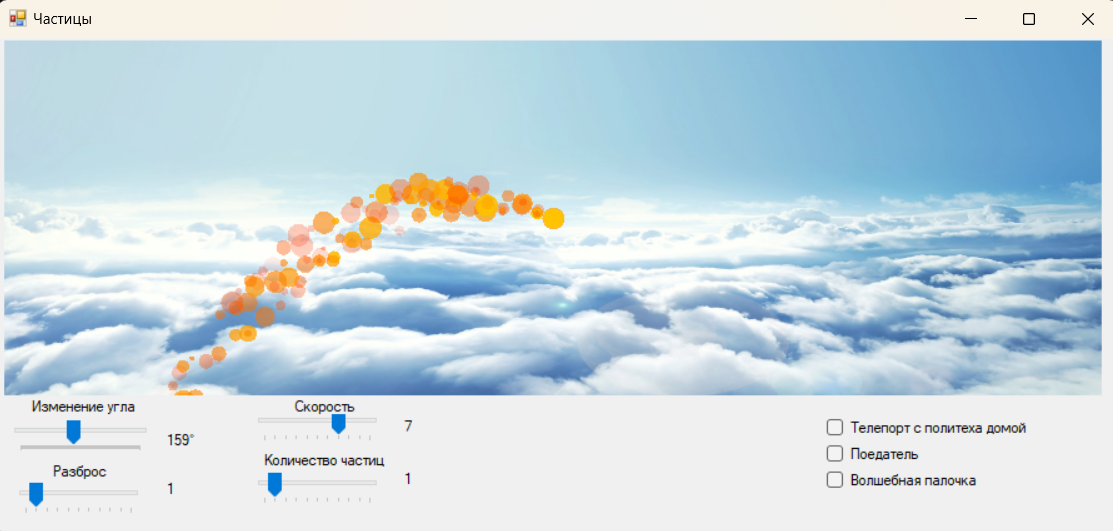 Частицы
Изменение угла
159°
Разброс
1
Скорость
7
Количество частиц
1
Телепорт с политеха домой
Поедатель
Волшебная палочка